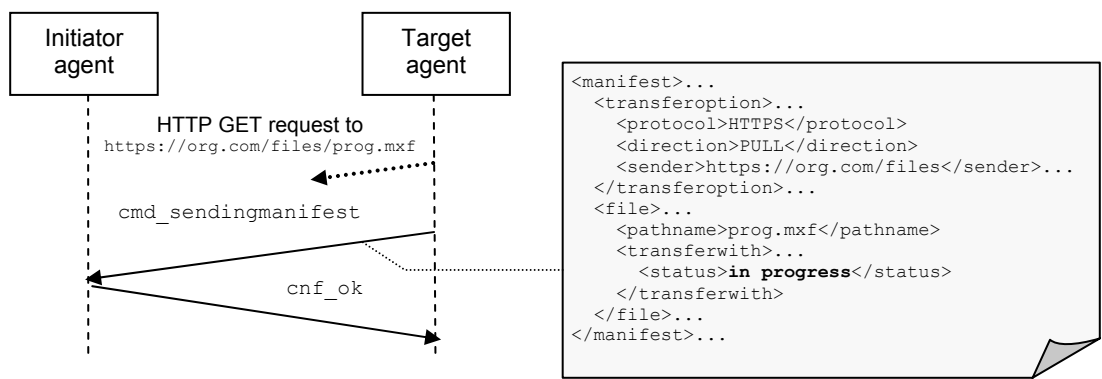 Initiator
agent
Target
agent
HTTP GET request to
https://org.com/files/prog.mxf
cmd_sendingmanifest
cnf_ok
<manifest>...
  <transferoption>...
    <protocol>HTTPS</protocol>
    <direction>PULL</direction>
    <sender>https://org.com/files</sender>...
  </transferoption>...
  <file>...
    <pathname>prog.mxf</pathname>
    <transferwith>...
      <status>in progress</status>
    </transferwith>
  </file>...
</manifest>...